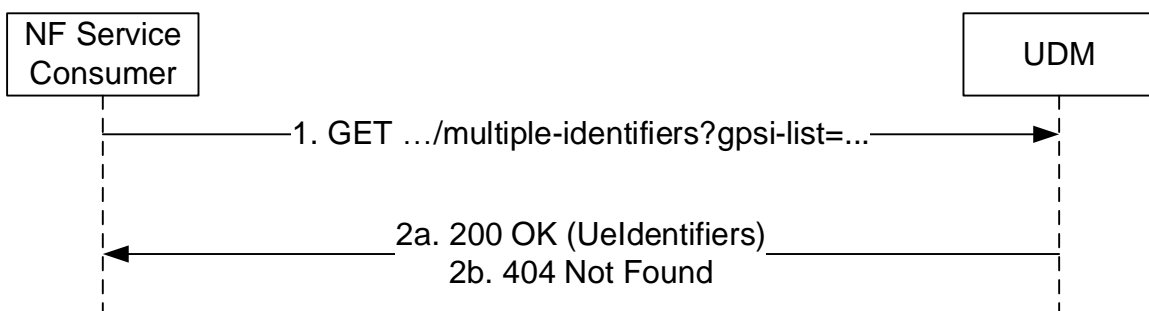 NF Service
Consumer
UDM
1. GET …/multiple-identifiers?gpsi-list=...
2a. 200 OK (UeIdentifiers)
2b. 404 Not Found